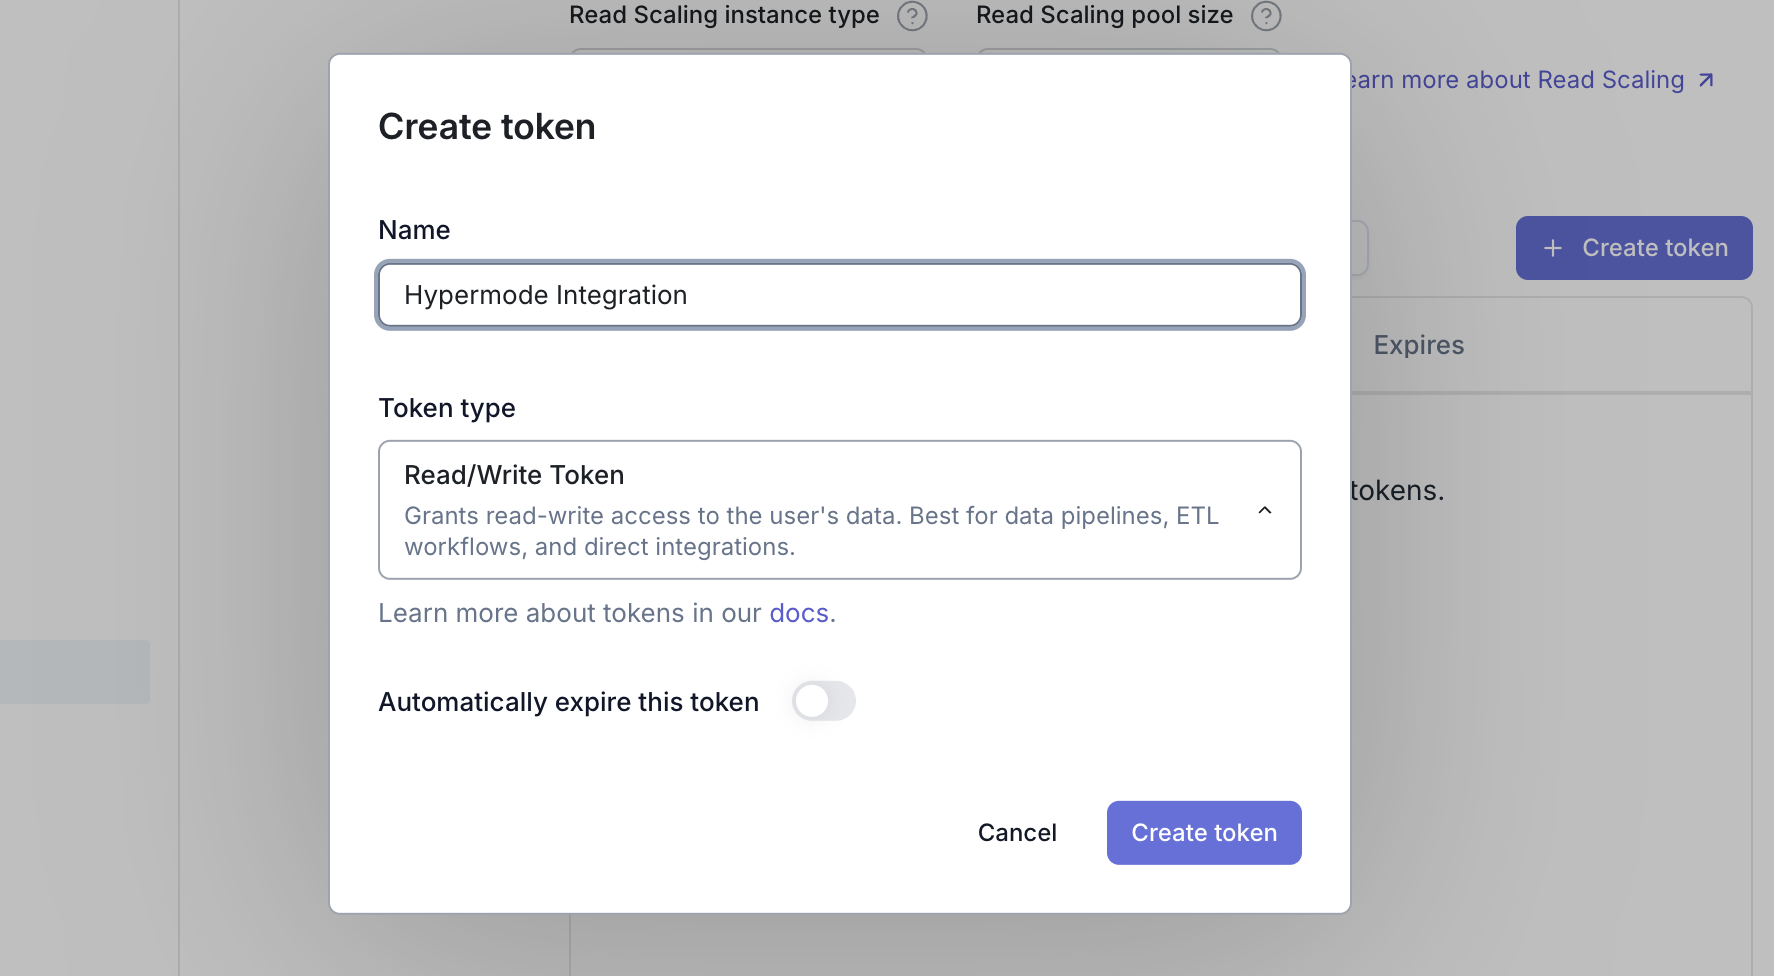 Read Scaling instance type
Read Scaling pool size
earn more about Read Scaling
Create token
Name
Hypermode Integration
Token type
Read/Write Token
Grants read-write access to the user's data. Best for data pipelines, ETL
workflows, and direct integrations.
Learn more about tokens in our docs.
Automatically expire this token
Cancel
Create token
+ Create token
Expires
tokens.